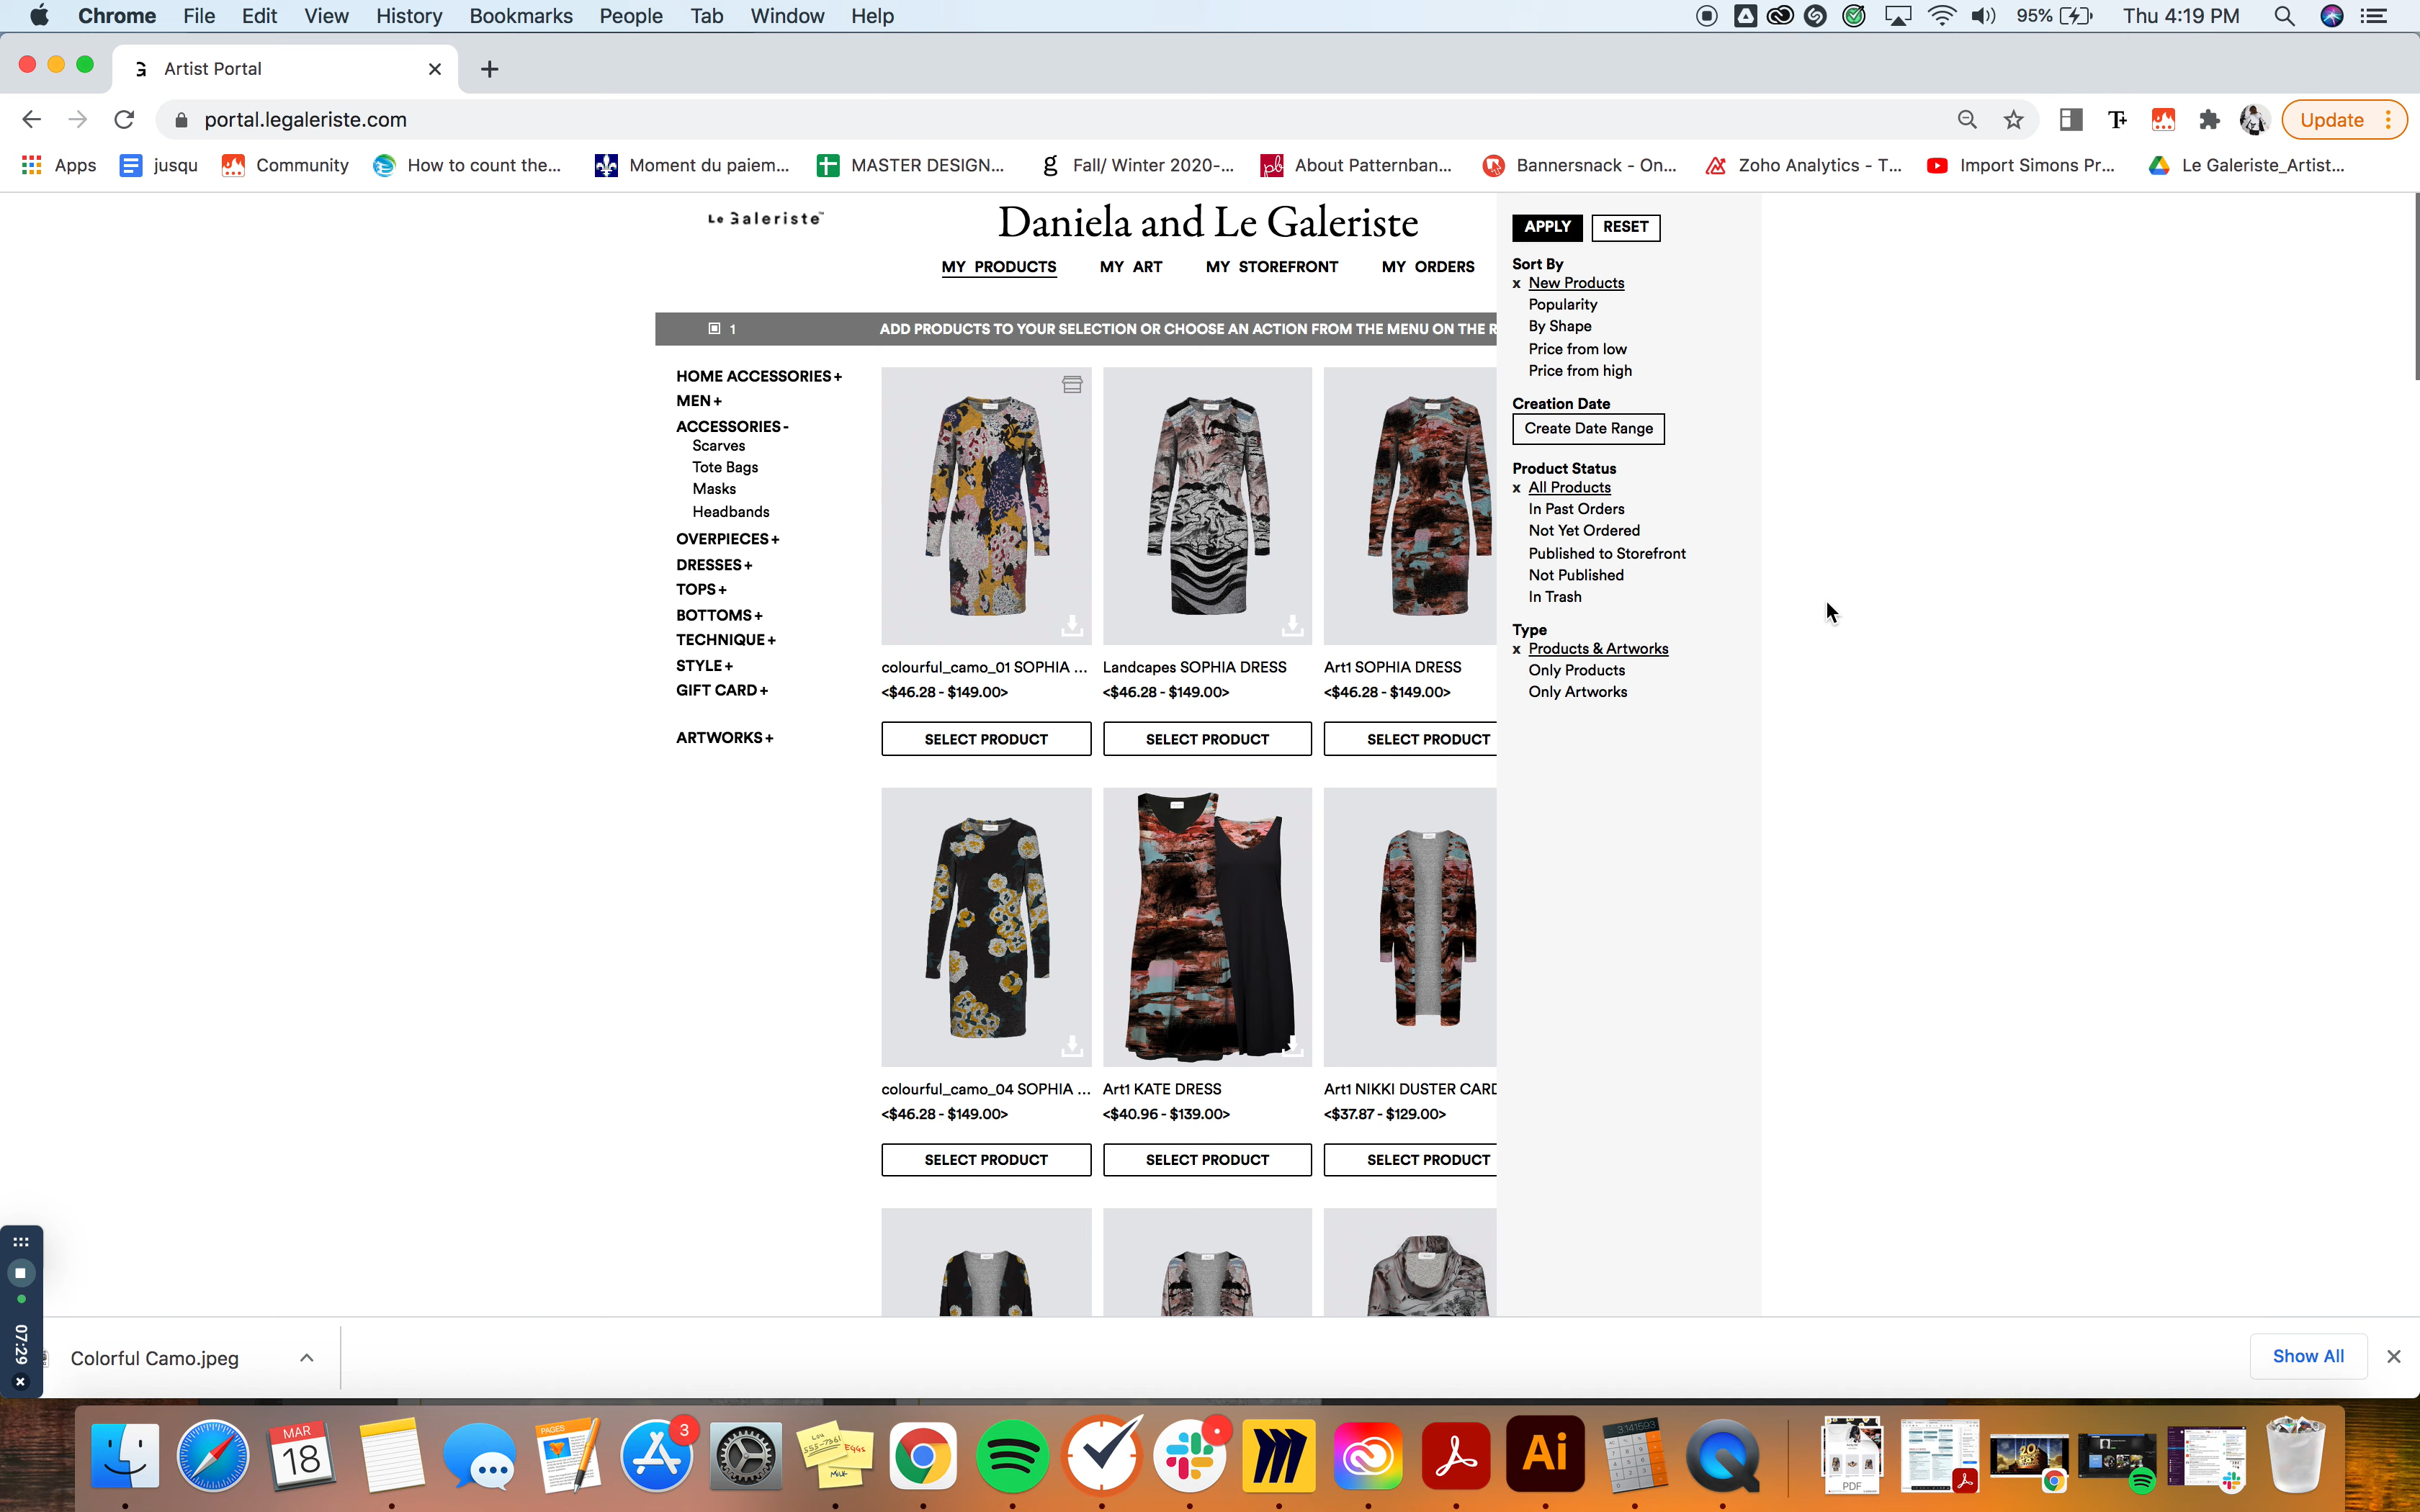 Chrome File Edit View History Bookmarks People Tab Window Help 95% Thu 4:19 PM
Artist Portal
portal.legaleriste.com Update
Apps jusqu Community How to count the... Moment du paiem... MASTER DESIGN... Fall/ Winter 2020-... About Patternban... Bannersnack - On... Zoho Analytics - T... Import Simons Pr... Le Galeriste_Artist...
Le Galeriste™
Daniela and Le Galeriste
MY PRODUCTS MY ART MY STOREFRONT MY ORDERS
1 ADD PRODUCTS TO YOUR SELECTION OR CHOOSE AN ACTION FROM THE MENU ON THE R
HOME ACCESSORIES+
MEN+
ACCESSORIES-
Scarves
Tote Bags
Masks
Headbands
OVERPIECES+
DRESSES+
TOPS+
BOTTOMS+
TECHNIQUE+
STYLE+
GIFT CARD+
ARTWORKS+
colourful_camo_01 SOPHIA ... Landcapes SOPHIA DRESS Art1 SOPHIA DRESS
<$46.28 - $149.00> <$46.28 - $149.00> <$46.28 - $149.00>
SELECT PRODUCT SELECT PRODUCT SELECT PRODUCT
colourful_camo_04 SOPHIA ... Art1 KATE DRESS Art1 NIKKI DUSTER CARD
<$46.28 - $149.00> <$40.96 - $139.00> <$37.87 - $129.00>
SELECT PRODUCT SELECT PRODUCT SELECT PRODUCT
APPLY RESET
Sort By
x New Products
Popularity
By Shape
Price from low
Price from high
Creation Date
Create Date Range
Product Status
x All Products
In Past Orders
Not Yet Ordered
Published to Storefront
Not Published
In Trash
Type
x Products & Artworks
Only Products
Only Artworks
07:29
Colorful Camo.jpeg Show All
MAR
18
PAGES
3
Ai
PDF